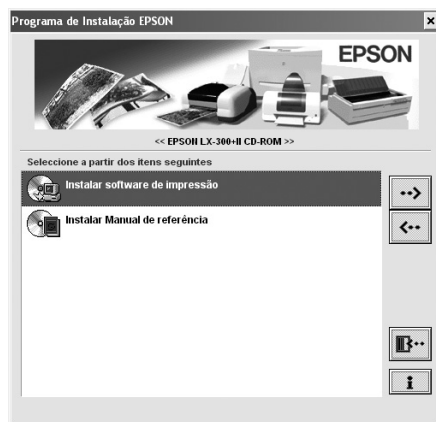 Programa de Instalação EPSON
EPSON
<< EPSON LX-300+II CD-ROM >>
Seleccione a partir dos itens seguintes
Instalar software de impressão
Instalar Manual de referência